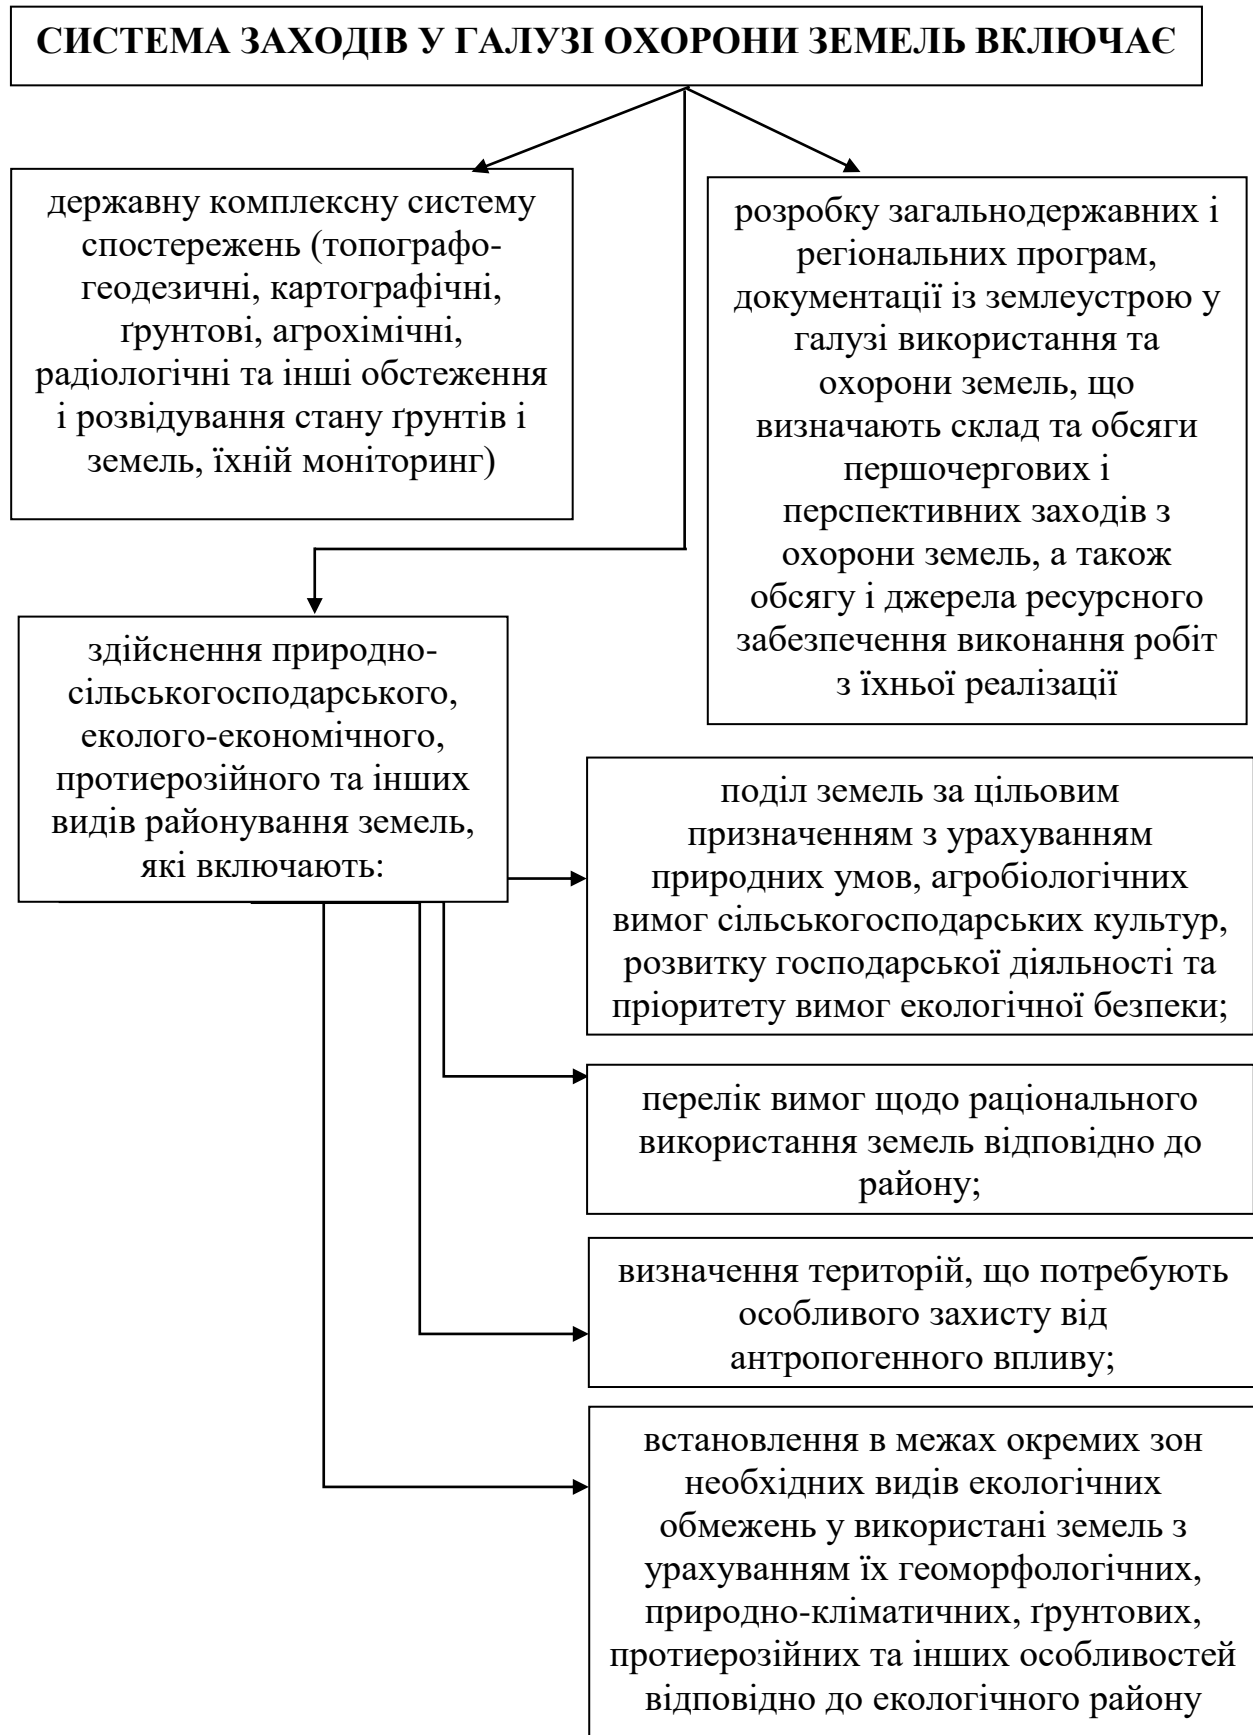 СИСТЕМА ЗАХОДІВ У ГАЛУЗІ ОХОРОНИ ЗЕМЕЛЬ ВКЛЮЧАЄ
державну комплексну систему
спостережень (топографо-
геодезичні, картографічні,
ґрунтові, агрохімічні,
радіологічні та інші обстеження
і розвідування стану ґрунтів і
земель, їхній моніторинг)
розробку загальнодержавних і
регіональних програм,
документації із землеустрою у
галузі використання та
охорони земель, що
визначають склад та обсяги
першочергових і
перспективних заходів з
охорони земель, а також
обсягу і джерела ресурсного
забезпечення виконання робіт
з їхньої реалізації
здійснення природно-
сільськогосподарського,
еколого-економічного,
протиерозійного та інших
видів районування земель,
які включають:
поділ земель за цільовим
призначенням з урахуванням
природних умов, агробіологічних
вимог сільськогосподарських культур,
розвитку господарської діяльності та
пріоритету вимог екологічної безпеки;
перелік вимог щодо раціонального
використання земель відповідно до
району;
визначення територій, що потребують
особливого захисту від
антропогенного впливу;
встановлення в межах окремих зон
необхідних видів екологічних
обмежень у використані земель з
урахуванням їх геоморфологічних,
природно-кліматичних, ґрунтових,
протиерозійних та інших особливостей
відповідно до екологічного району